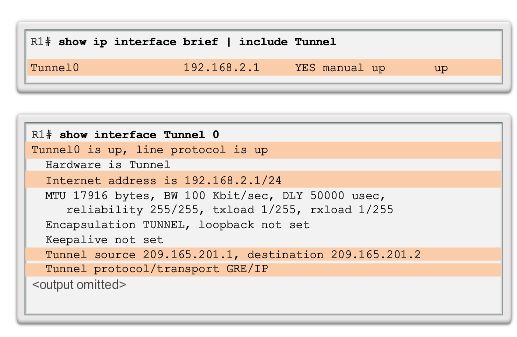 R1# show ip interface brief | include Tunnel
Tunnel0 192.168.2.1 YES manual up up
R1# show interface Tunnel 0
Tunnel0 is up, line protocol is up
Hardware is Tunnel
Internet address is 192.168.2.1/24
MTU 17916 bytes, BW 100 Kbit/sec, DLY 50000 usec,
reliability 255/255, txload 1/255, rxload 1/255
Encapsulation TUNNEL, loopback not set
Keepalive not set
Tunnel source 209.165.201.1, destination 209.165.201.2
Tunnel protocol/transport GRE/IP
<output omitted>